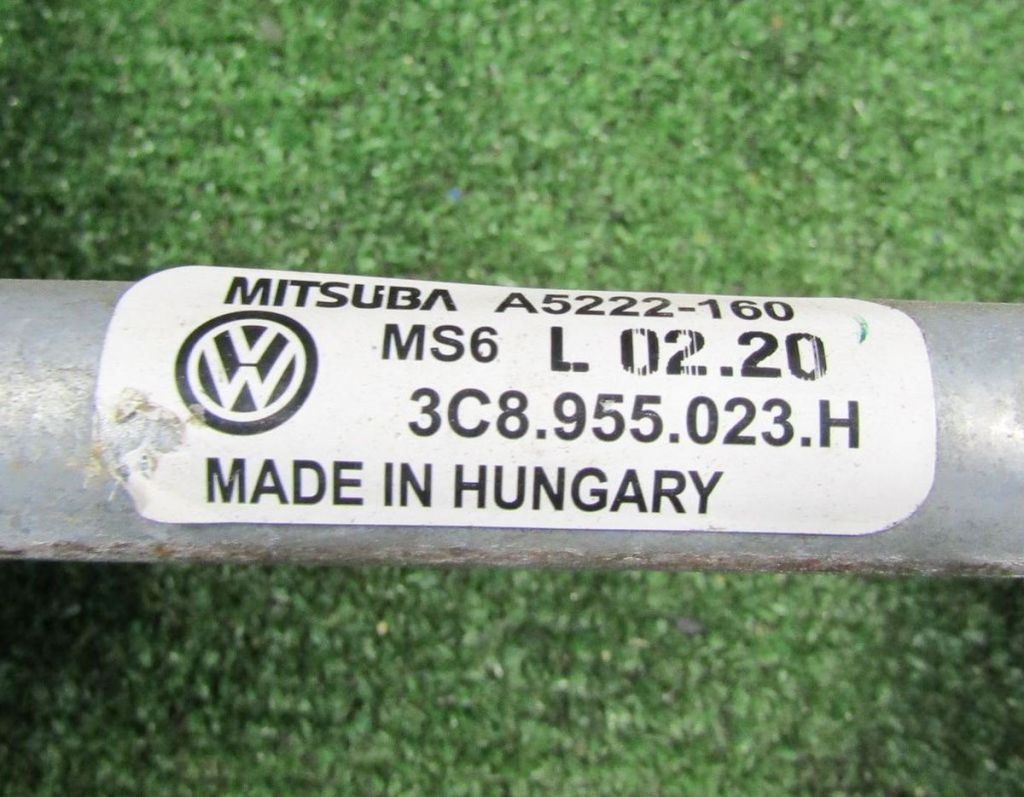 MITSUBA A5222-160
MS6 L 02.20
3C8.955.023.H
MADE IN HUNGARY